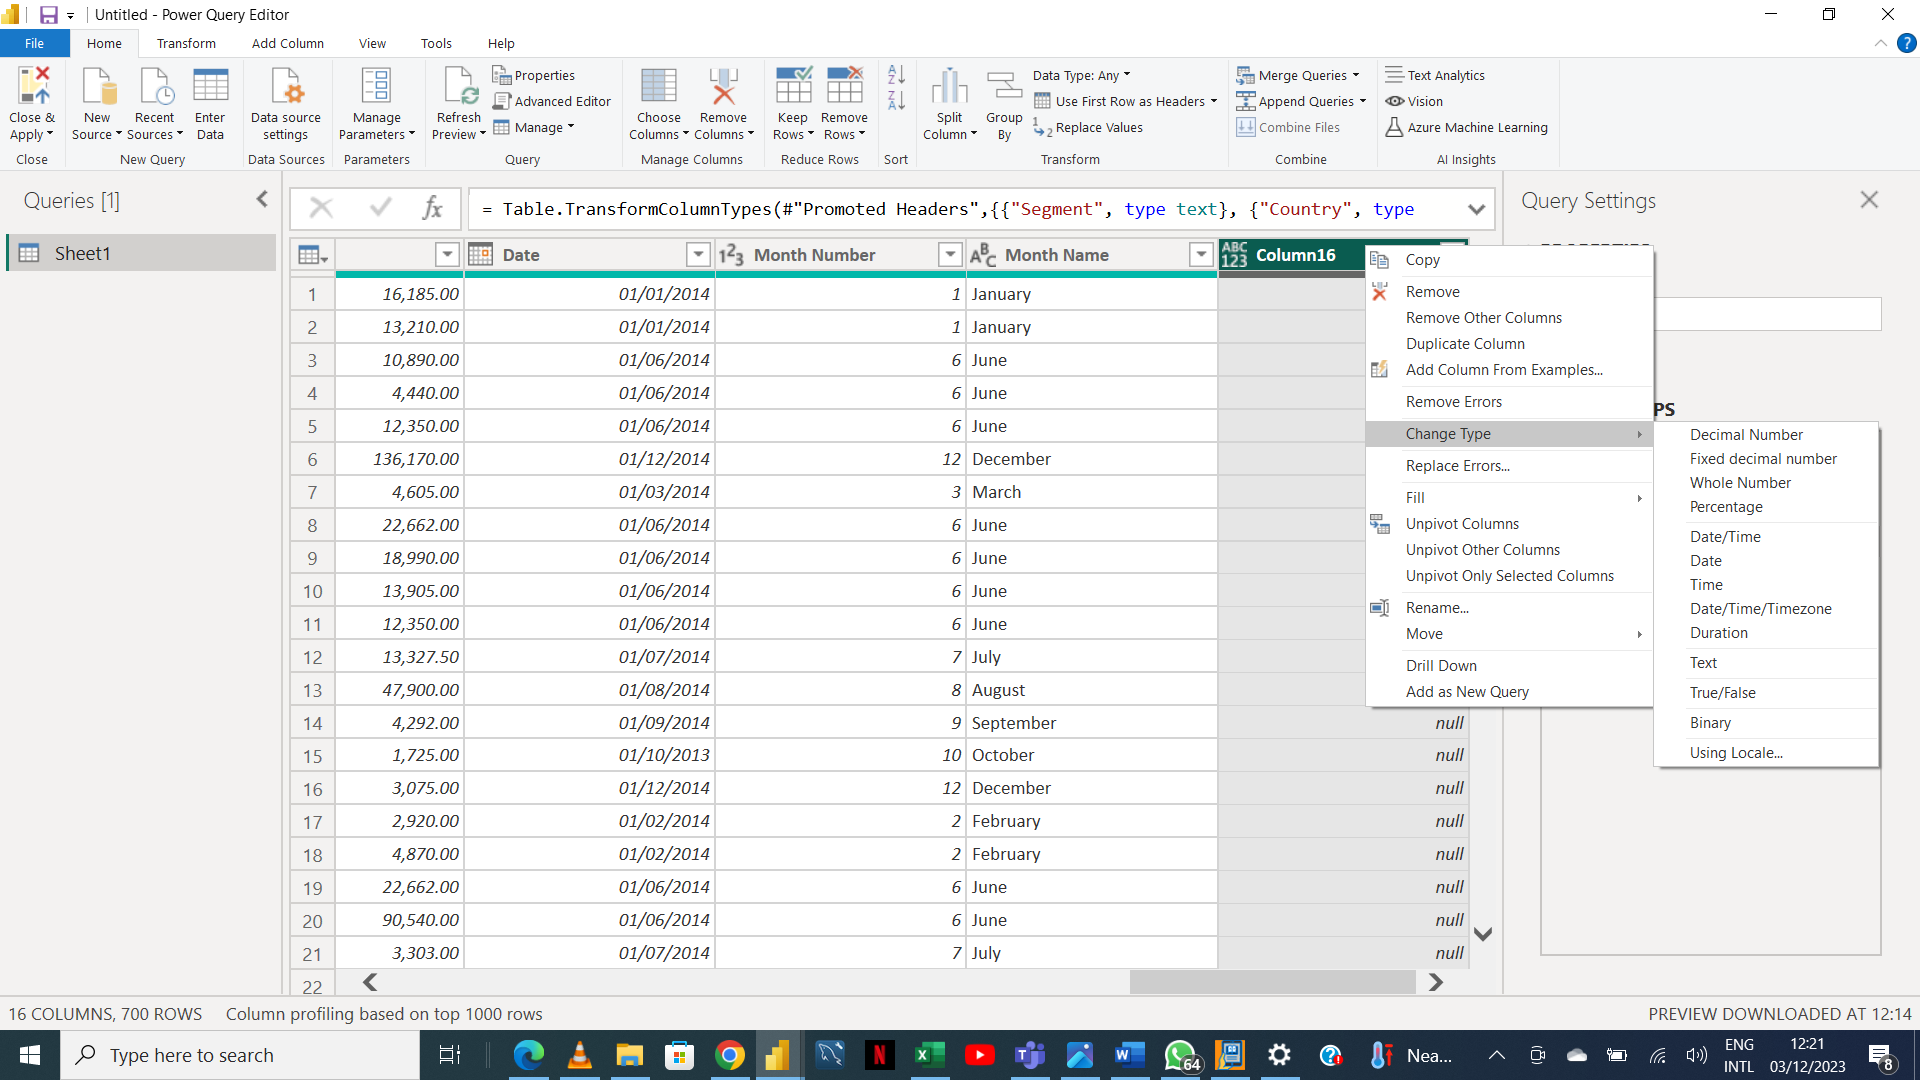 Untitled - Power Query Editor
File Home Transform Add Column View Tools Help
Close & Apply
Close
New Source
Recent Sources
Enter Data
New Query
Data source settings
Data Sources
Manage Parameters
Parameters
Refresh Preview
Properties
Advanced Editor
Manage
Query
Choose Columns
Remove Columns
Manage Columns
Keep Rows
Remove Rows
Reduce Rows
Sort
Split Column
Group By
Data Type: Any
Use First Row as Headers
Replace Values
Transform
Merge Queries
Append Queries
Combine Files
Combine
Text Analytics
Vision
Azure Machine Learning
AI Insights
Queries [1]
Sheet1
fx
= Table.TransformColumnTypes(#"Promoted Headers",{{"Segment", type text}, {"Country", type
Query Settings
Date 123 Month Number ABC Month Name ABC 123 Column16
1 16,185.00 01/01/2014 1 January
2 13,210.00 01/01/2014 1 January
3 10,890.00 01/06/2014 6 June
4 4,440.00 01/06/2014 6 June
5 12,350.00 01/06/2014 6 June
6 136,170.00 01/12/2014 12 December
7 4,605.00 01/03/2014 3 March
8 22,662.00 01/06/2014 6 June
9 18,990.00 01/06/2014 6 June
10 13,905.00 01/06/2014 6 June
11 12,350.00 01/06/2014 6 June
12 13,327.50 01/07/2014 7 July
13 47,900.00 01/08/2014 8 August
14 4,292.00 01/09/2014 9 September null
15 1,725.00 01/10/2013 10 October null
16 3,075.00 01/12/2014 12 December null
17 2,920.00 01/02/2014 2 February null
18 4,870.00 01/02/2014 2 February null
19 22,662.00 01/06/2014 6 June null
20 90,540.00 01/06/2014 6 June null
21 3,303.00 01/07/2014 7 July null
22
Copy
Remove
Remove Other Columns
Duplicate Column
Add Column From Examples...
Remove Errors
Change Type
Replace Errors...
Fill
Unpivot Columns
Unpivot Other Columns
Unpivot Only Selected Columns
Rename...
Move
Drill Down
Add as New Query
PS
Decimal Number
Fixed decimal number
Whole Number
Percentage
Date/Time
Date
Time
Date/Time/Timezone
Duration
Text
True/False
Binary
Using Locale...
16 COLUMNS, 700 ROWS Column profiling based on top 1000 rows
PREVIEW DOWNLOADED AT 12:14
Type here to search
64
Nea...
ENG
INTL
12:21
03/12/2023
8